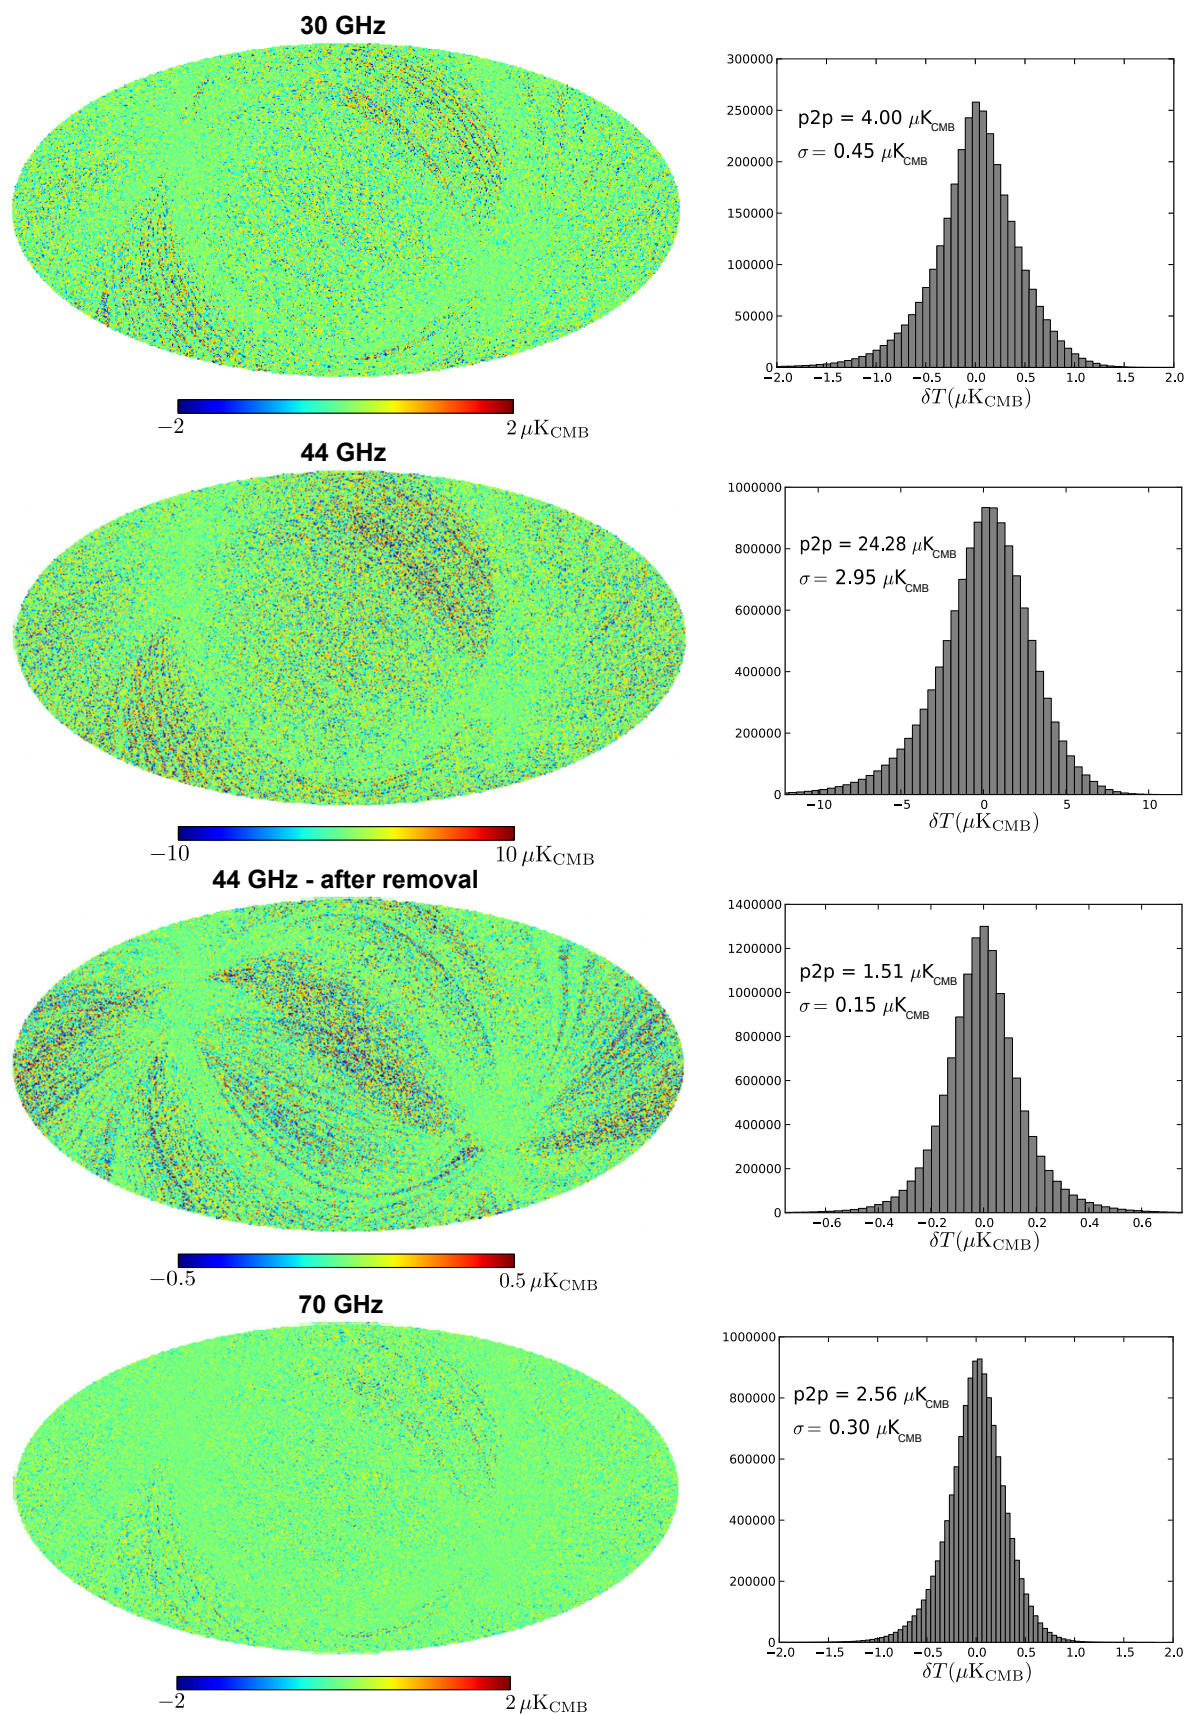 30 GHz
300000
250000
200000
150000
100000
50000
0
p2p = 4.00 μK_CMB
σ = 0.45 μK_CMB
−2.0 −1.5 −1.0 −0.5 0.0 0.5 1.0 1.5 2.0
δT(μK_CMB)
−2 2 μK_CMB
44 GHz
1000000
800000
600000
400000
200000
0
p2p = 24.28 μK_CMB
σ = 2.95 μK_CMB
−10 −5 0 5 10
δT(μK_CMB)
−10 10 μK_CMB
44 GHz - after removal
1400000
1200000
1000000
800000
600000
400000
200000
0
p2p = 1.51 μK_CMB
σ = 0.15 μK_CMB
−0.6 −0.4 −0.2 0.0 0.2 0.4 0.6
δT(μK_CMB)
−0.5 0.5 μK_CMB
70 GHz
1000000
800000
600000
400000
200000
0
p2p = 2.56 μK_CMB
σ = 0.30 μK_CMB
−2.0 −1.5 −1.0 −0.5 0.0 0.5 1.0 1.5 2.0
δT(μK_CMB)
−2 2 μK_CMB